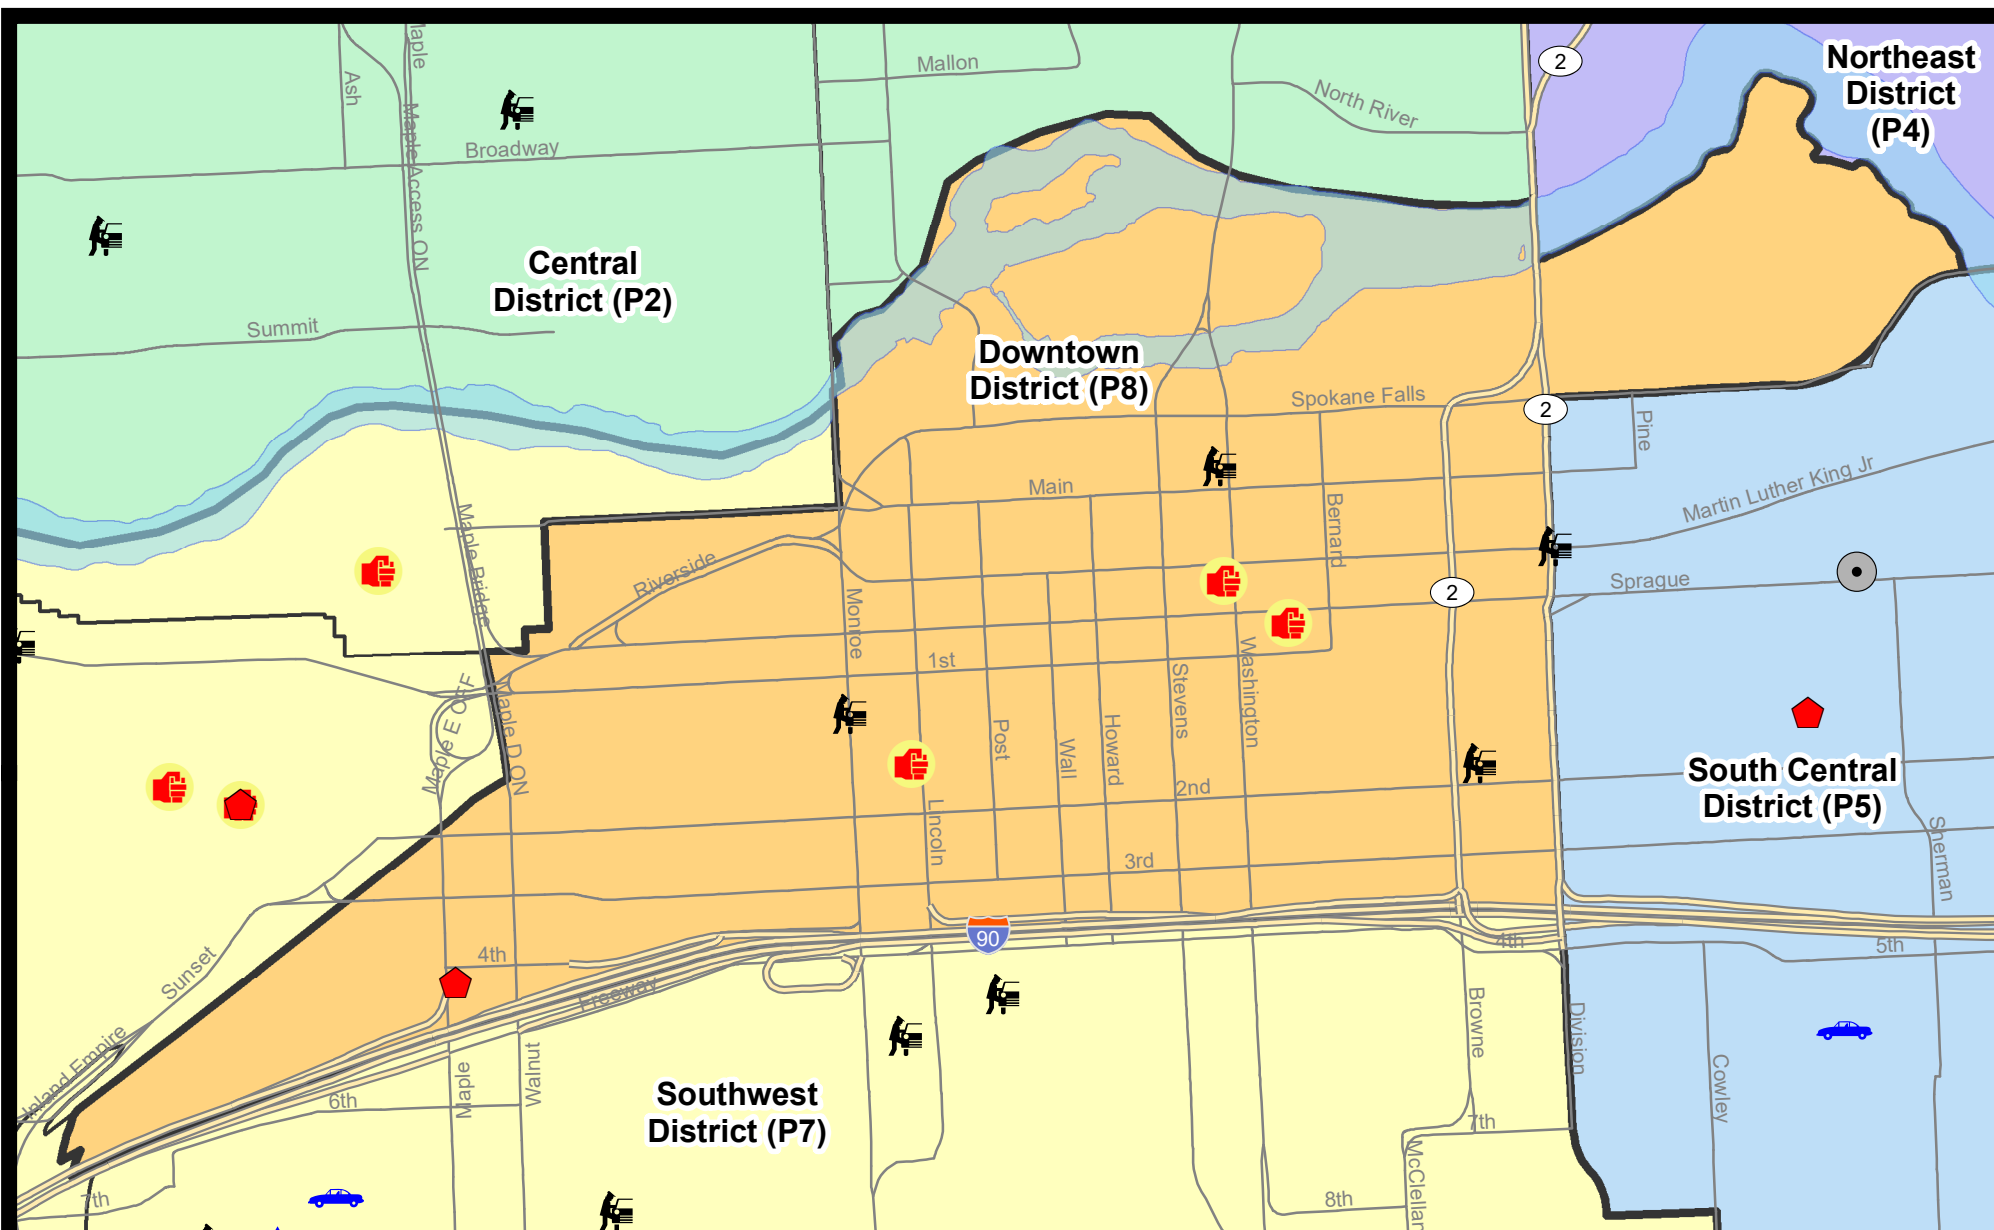 Maple
Ash
Mallon
2
Northeast
District
(P4)
North River
Maple Access ON
Broadway
Central
District (P2)
Summit
Downtown
District (P8)
Spokane Falls
2
Pine
Main
Bernard
Martin Luther King Jr
Maple Bridge
Riverside
Monroe
2
Sprague
1st
Washington
Stevens
Maple E OFF
Maple D ON
Post
Wall
Howard
2nd
South Central
District (P5)
Lincoln
3rd
Sherman
90
4th
4th
5th
Sunset
Freeway
Browne
Division
Inland Empire
Maple
Walnut
6th
Southwest
District (P7)
Cowley
7th
McClellan
7th
8th